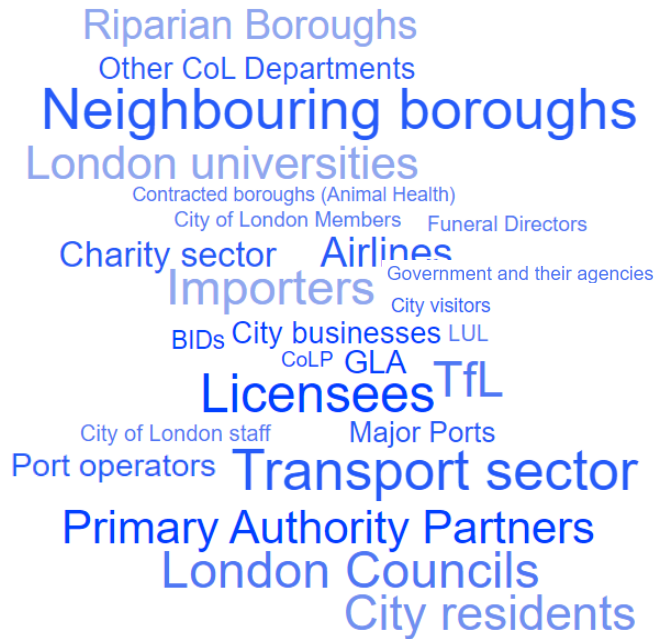 Riparian Boroughs
Other CoL Departments
Neighbouring boroughs
London universities
Contracted boroughs (Animal Health)
City of London Members
Funeral Directors
Charity sector
Airlines
Government and their agencies
Importers
City visitors
BIDs
City businesses
LUL
CoLP
GLA
TfL
Licensees
City of London staff
Major Ports
Port operators
Transport sector
Primary Authority Partners
London Councils
City residents